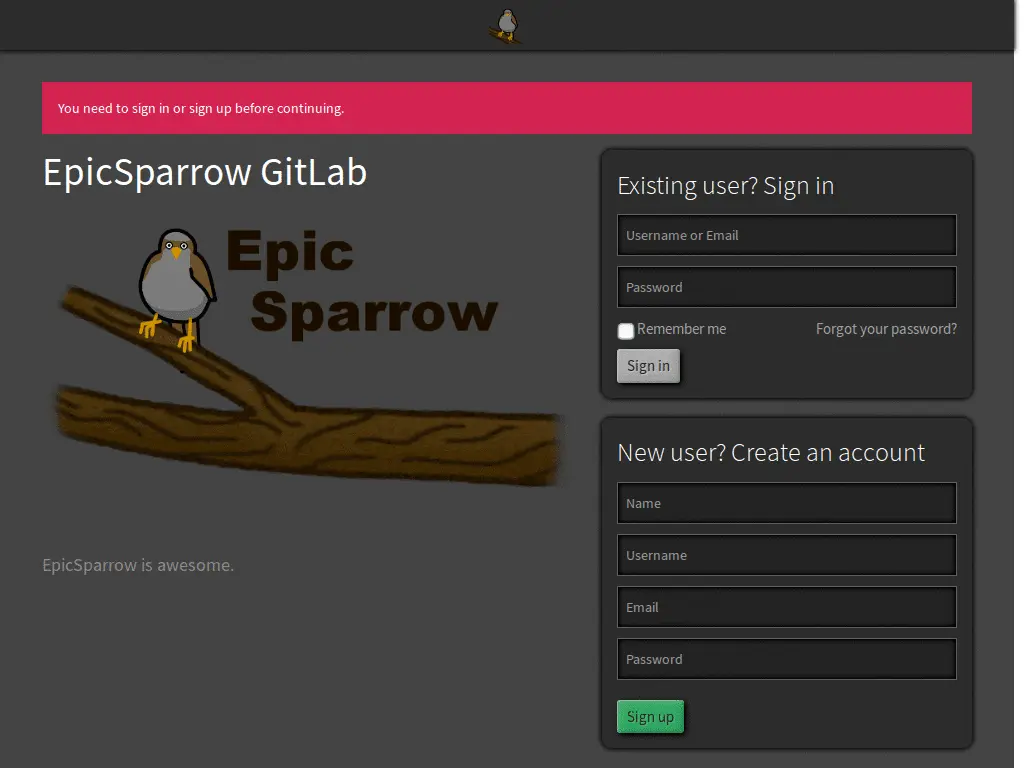 You need to sign in or sign up before continuing.
EpicSparrow GitLab
Epic
Sparrow
EpicSparrow is awesome.
Existing user? Sign in
Username or Email
Password
Remember me
Forgot your password?
Sign in
New user? Create an account
Name
Username
Email
Password
Sign up